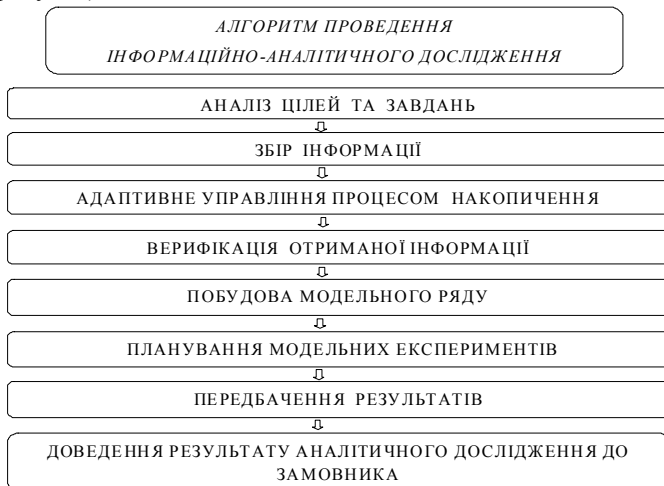 АЛГОРИТМ ПРОВЕДЕННЯ
ІНФОРМАЦІЙНО-АНАЛІТИЧНОГО ДОСЛІДЖЕННЯ
АНАЛІЗ ЦІЛЕЙ ТА ЗАВДАНЬ
ЗБІР ІНФОРМАЦІЇ
АДАПТИВНЕ УПРАВЛІННЯ ПРОЦЕСОМ НАКОПИЧЕННЯ
ВЕРИФІКАЦІЯ ОТРИМАНОЇ ІНФОРМАЦІЇ
ПОБУДОВА МОДЕЛЬНОГО РЯДУ
ПЛАНУВАННЯ МОДЕЛЬНИХ ЕКСПЕРИМЕНТІВ
ПЕРЕДБАЧЕННЯ РЕЗУЛЬТАТІВ
ДОВЕДЕННЯ РЕЗУЛЬТАТУ АНАЛІТИЧНОГО ДОСЛІДЖЕННЯ ДО
ЗАМОВНИКА